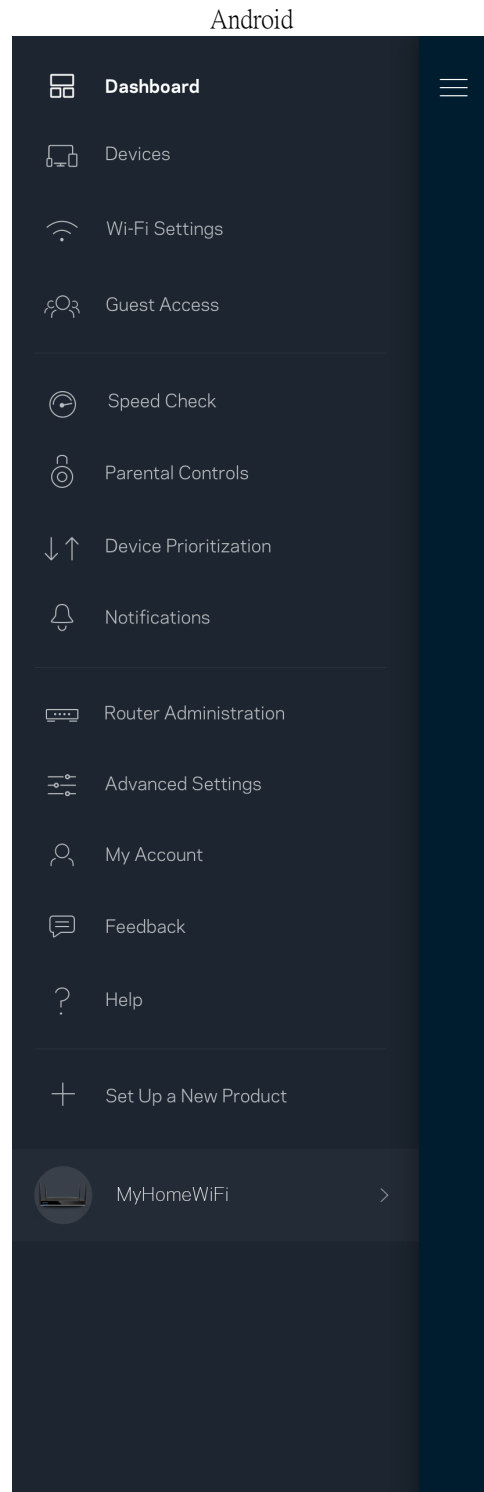 Android
Dashboard
Devices
Wi-Fi Settings
Guest Access
Speed Check
Parental Controls
Device Prioritization
Notifications
Router Administration
Advanced Settings
My Account
Feedback
Help
Set Up a New Product
MyHomeWiFi